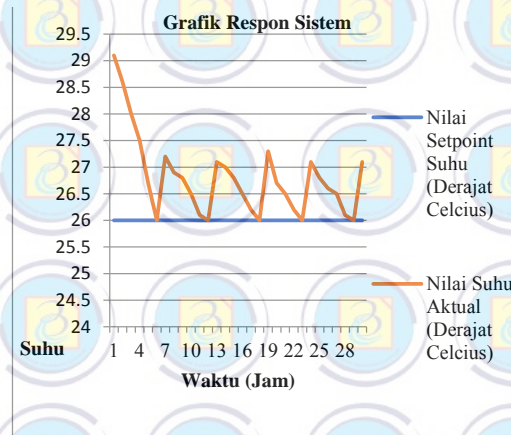 Grafik Respon Sistem
29.5
29
28.5
28
27.5
27
26.5
26
25.5
25
24.5
24
Suhu
1 4 7 10 13 16 19 22 25 28
Waktu (Jam)
Nilai
Setpoint
Suhu
(Derajat
Celcius)
Nilai Suhu
Aktual
(Derajat
Celcius)